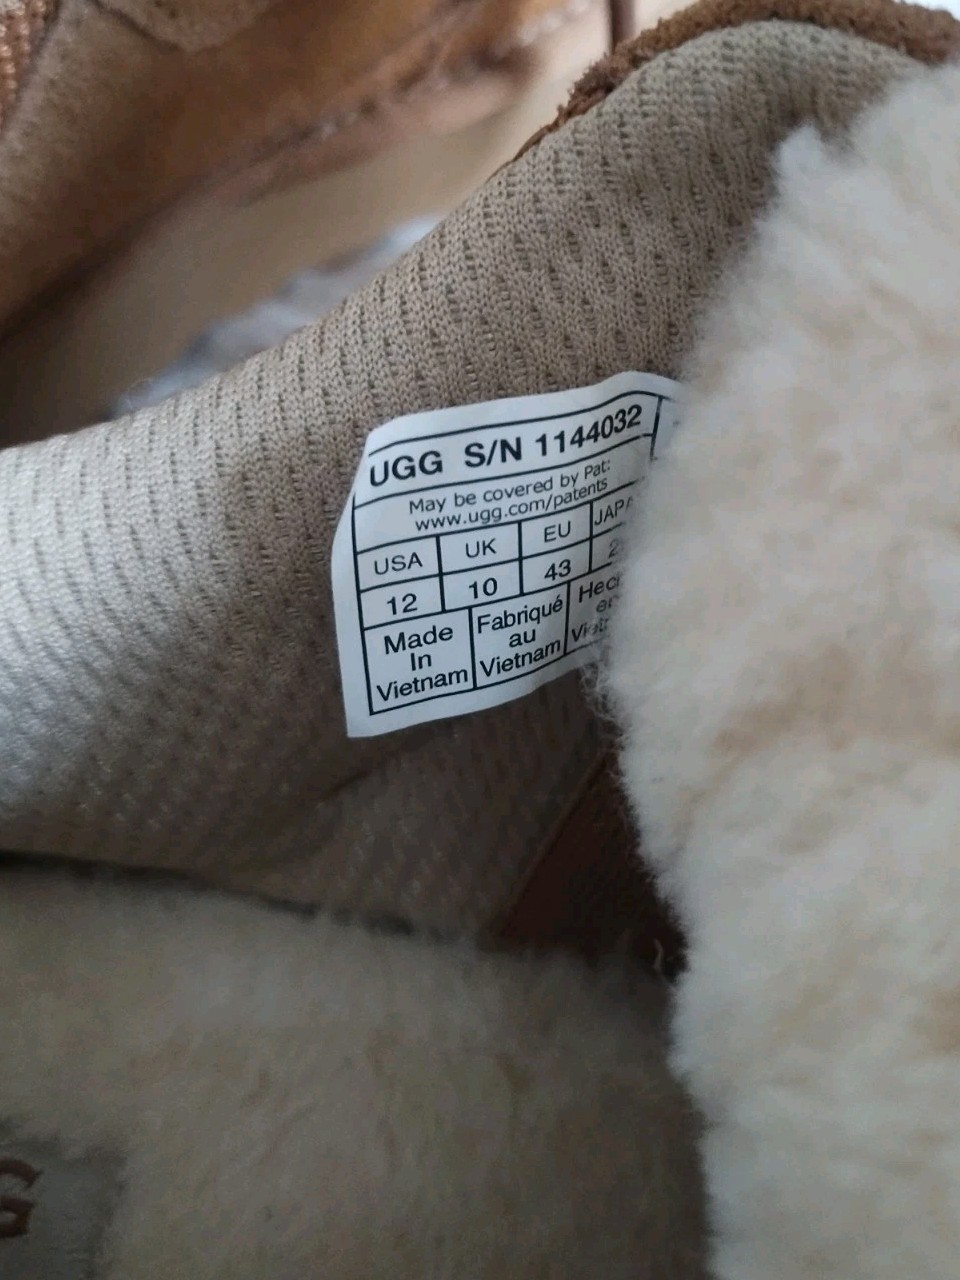 UGG S/N 1144032
May be covered by Pat:
www.ugg.com/patents
USA UK EU
12 10 43
Made In Vietnam
Fabriqué au Vietnam